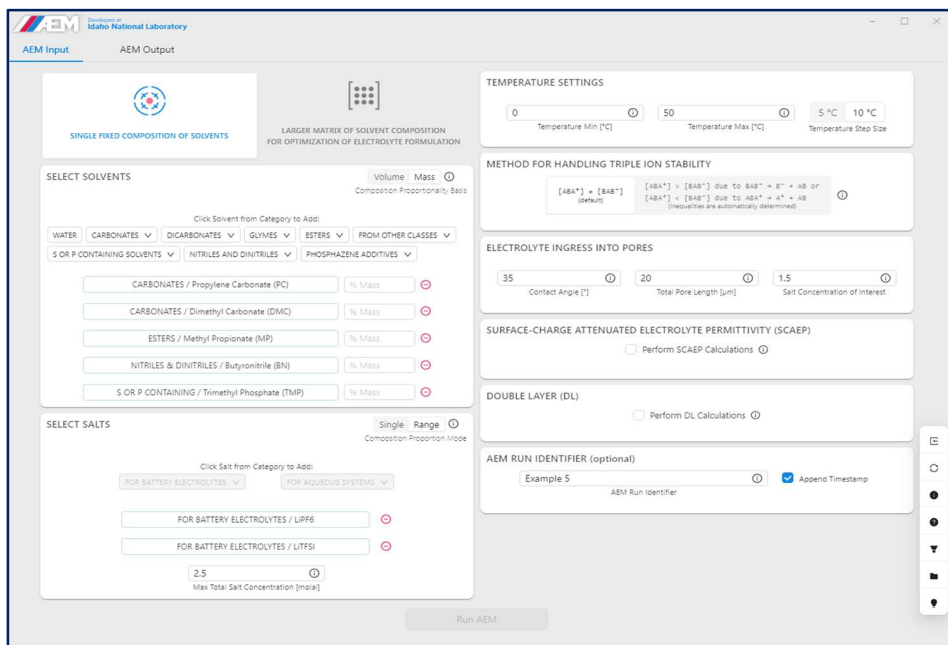 AEM
Developed at
Idaho National Laboratory
AEM Input
AEM Output
SINGLE FIXED COMPOSITION OF SOLVENTS
LARGER MATRIX OF SOLVENT COMPOSITION
FOR OPTIMIZATION OF ELECTROLYTE FORMULATION
SELECT SOLVENTS
Volume Mass
Composition Proportionality Basis
Click Solvent from Category to Add:
WATER CARBONATES DICARBONATES GLYMES ESTERS FROM OTHER CLASSES
S OR P CONTAINING SOLVENTS NITRILES AND DINITRILES PHOSPHAZENE ADDITIVES
CARBONATES / Propylene Carbonate (PC) % Mass
CARBONATES / Dimethyl Carbonate (DMC) % Mass
ESTERS / Methyl Propionate (MP) % Mass
NITRILES & DINITRILES / Butyronitrile (BN) % Mass
S OR P CONTAINING / Trimethyl Phosphate (TMP) % Mass
SELECT SALTS
Single Range
Composition Proportion Mode
Click Salt from Category to Add:
FOR BATTERY ELECTROLYTES FOR AQUEOUS SYSTEMS
FOR BATTERY ELECTROLYTES / LiPF6
FOR BATTERY ELECTROLYTES / LiTFSI
2.5
Max Total Salt Concentration [molal]
TEMPERATURE SETTINGS
0 50 5 °C 10 °C
Temperature Min [°C] Temperature Max [°C] Temperature Step Size
METHOD FOR HANDLING TRIPLE ION STABILITY
[ABA⁺] = [BAB⁻]
(default)
[ABA⁺] > [BAB⁻] due to BAB⁻ → B⁻ + AB or
[ABA⁺] < [BAB⁻] due to ABA⁺ → A⁺ + AB
(inequalities are automatically determined)
ELECTROLYTE INGRESS INTO PORES
35 20 1.5
Contact Angle [°] Total Pore Length [μm] Salt Concentration of Interest
SURFACE-CHARGE ATTENUATED ELECTROLYTE PERMITTIVITY (SCAEP)
Perform SCAEP Calculations
DOUBLE LAYER (DL)
Perform DL Calculations
AEM RUN IDENTIFIER (optional)
Example 5 Append Timestamp
AEM Run Identifier
Run AEM